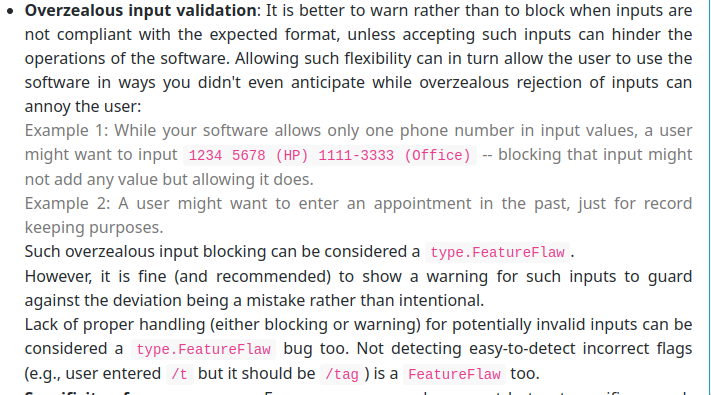 • Overzealous input validation: It is better to warn rather than to block when inputs are
not compliant with the expected format, unless accepting such inputs can hinder the
operations of the software. Allowing such flexibility can in turn allow the user to use the
software in ways you didn't even anticipate while overzealous rejection of inputs can
annoy the user:
Example 1: While your software allows only one phone number in input values, a user
might want to input 1234 5678 (HP) 1111-3333 (Office) -- blocking that input might
not add any value but allowing it does.
Example 2: A user might want to enter an appointment in the past, just for record
keeping purposes.
Such overzealous input blocking can be considered a type.FeatureFlaw.
However, it is fine (and recommended) to show a warning for such inputs to guard
against the deviation being a mistake rather than intentional.
Lack of proper handling (either blocking or warning) for potentially invalid inputs can be
considered a type.FeatureFlaw bug too. Not detecting easy-to-detect incorrect flags
(e.g., user entered /t but it should be /tag ) is a FeatureFlaw too.